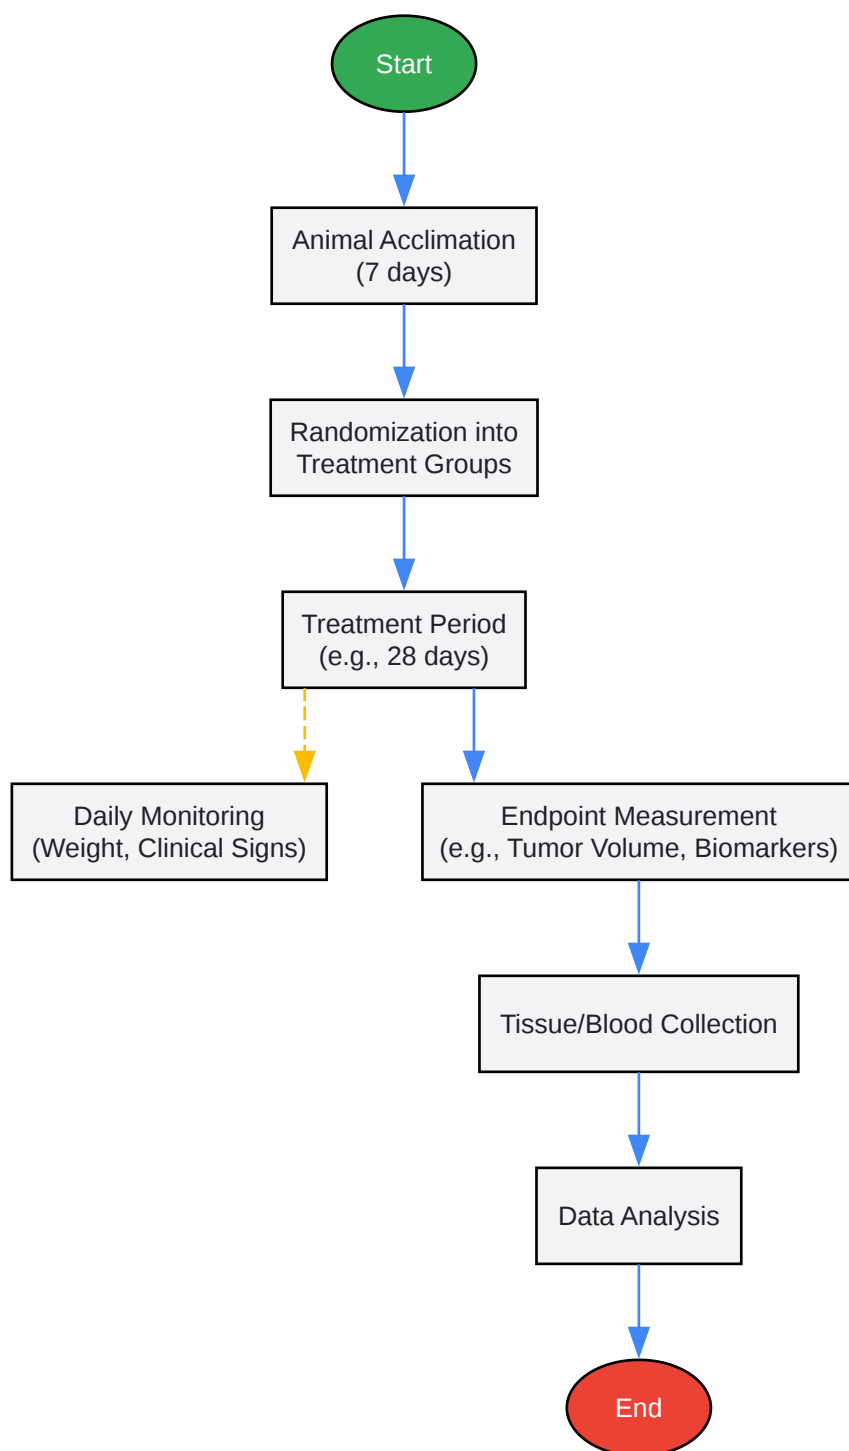 Start
Animal Acclimation
(7 days)
Randomization into
Treatment Groups
Treatment Period
(e.g., 28 days)
Daily Monitoring
(Weight, Clinical Signs)
Endpoint Measurement
(e.g., Tumor Volume, Biomarkers)
Tissue/Blood Collection
Data Analysis
End